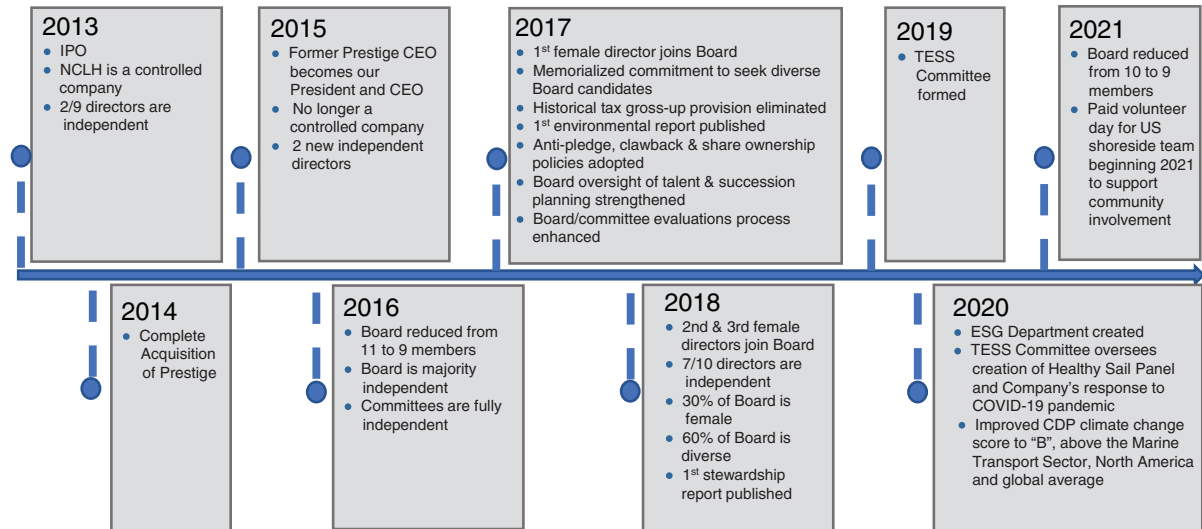 2013
• IPO
• NCLH is a controlled
company
• 2/9 directors are
independent
2014
• Complete
Acquisition
of Prestige
2015
• Former Prestige CEO
becomes our
President and CEO
• No longer a
controlled company
• 2 new independent
directors
2016
• Board reduced from
11 to 9 members
• Board is majority
independent
• Committees are fully
independent
2017
• 1st female director joins Board
• Memorialized commitment to seek diverse
Board candidates
• Historical tax gross-up provision eliminated
• 1st environmental report published
• Anti-pledge, clawback & share ownership
policies adopted
• Board oversight of talent & succession
planning strengthened
• Board/committee evaluations process
enhanced
2018
• 2nd & 3rd female
directors join Board
• 7/10 directors are
independent
• 30% of Board is
female
• 60% of Board is
diverse
• 1st stewardship
report published
2019
• TESS
Committee
formed
2020
• ESG Department created
• TESS Committee oversees
creation of Healthy Sail Panel
and Company's response to
COVID-19 pandemic
• Improved CDP climate change
score to “B”, above the Marine
Transport Sector, North America
and global average
2021
• Board reduced
from 10 to 9
members
• Paid volunteer
day for US
shoreside team
beginning 2021
to support
community
involvement